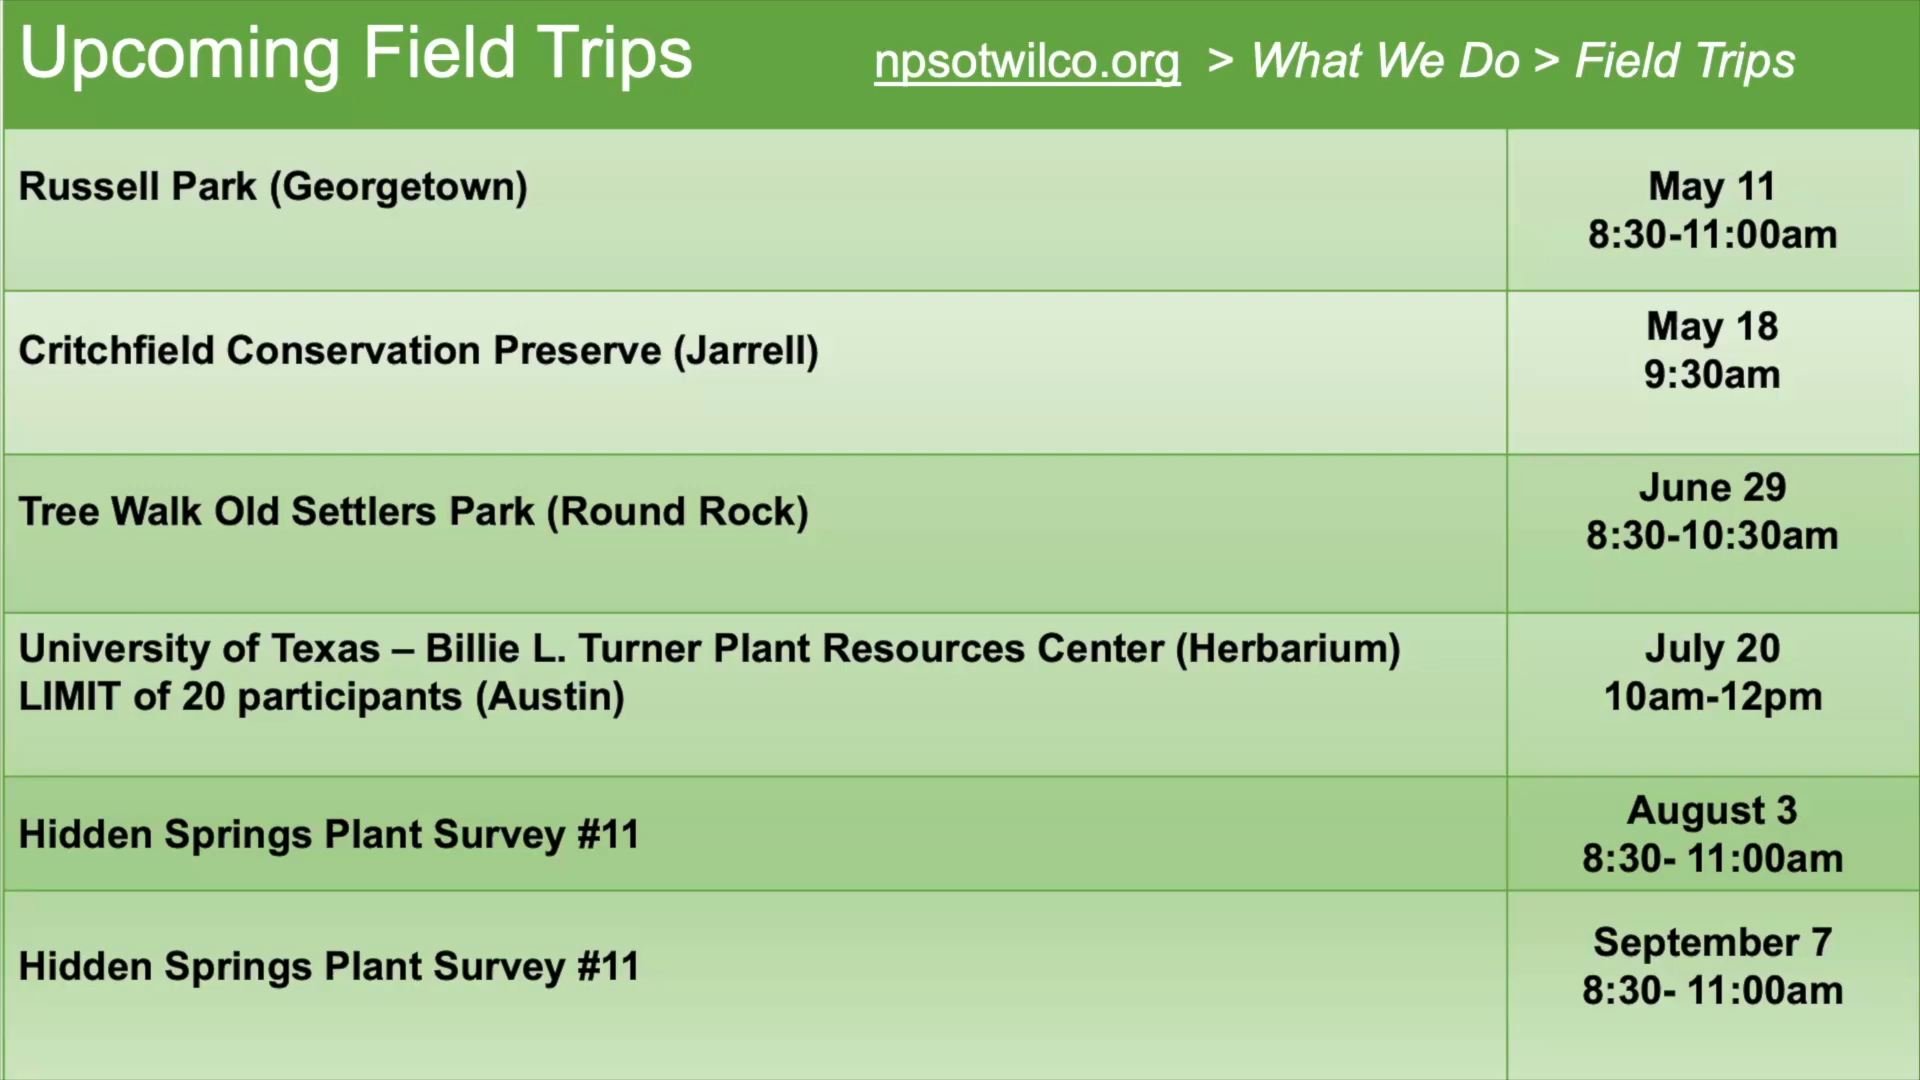 Upcoming Field Trips
npsotwilco.org > What We Do > Field Trips
Russell Park (Georgetown)
May 11
8:30-11:00am
Critchfield Conservation Preserve (Jarrell)
May 18
9:30am
Tree Walk Old Settlers Park (Round Rock)
June 29
8:30-10:30am
University of Texas – Billie L. Turner Plant Resources Center (Herbarium)
LIMIT of 20 participants (Austin)
July 20
10am-12pm
Hidden Springs Plant Survey #11
August 3
8:30- 11:00am
Hidden Springs Plant Survey #11
September 7
8:30- 11:00am